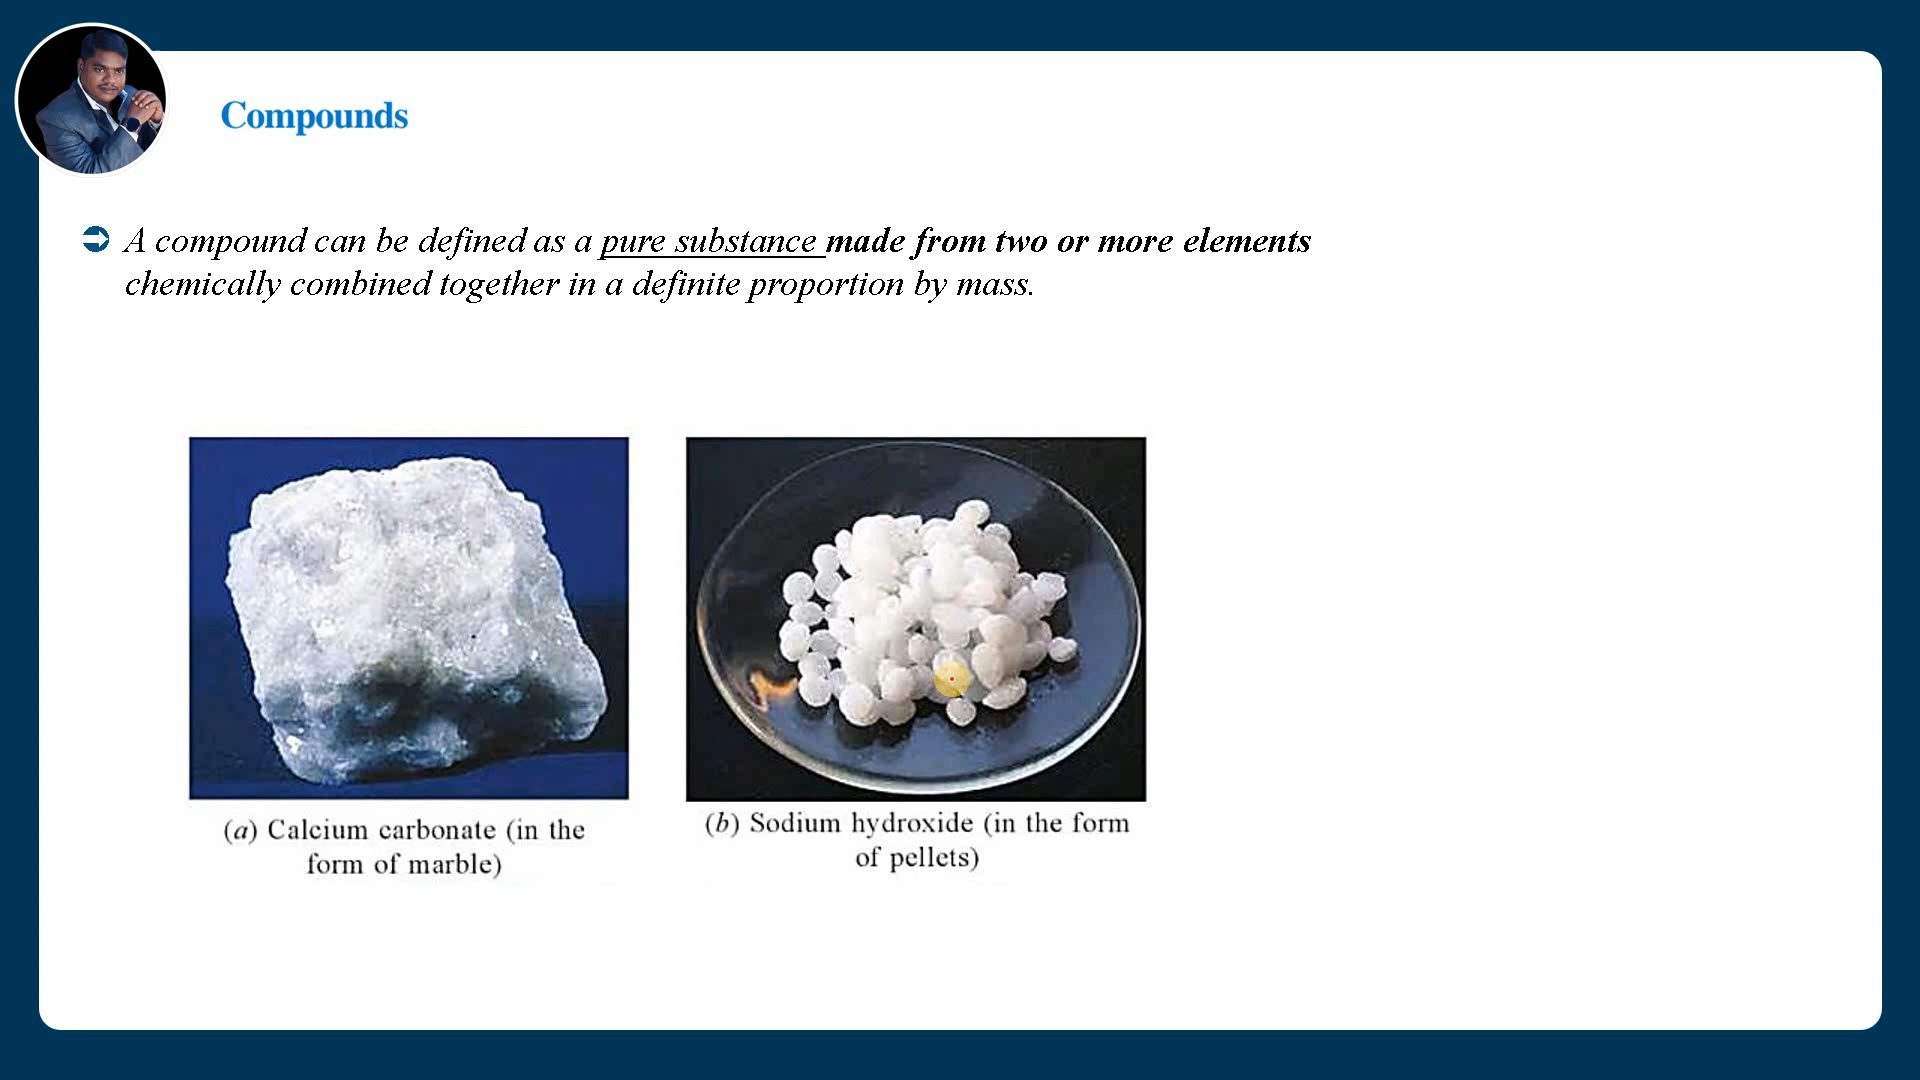 Compounds
A compound can be defined as a pure substance made from two or more elements
chemically combined together in a definite proportion by mass.
(a) Calcium carbonate (in the
form of marble)
(b) Sodium hydroxide (in the form
of pellets)